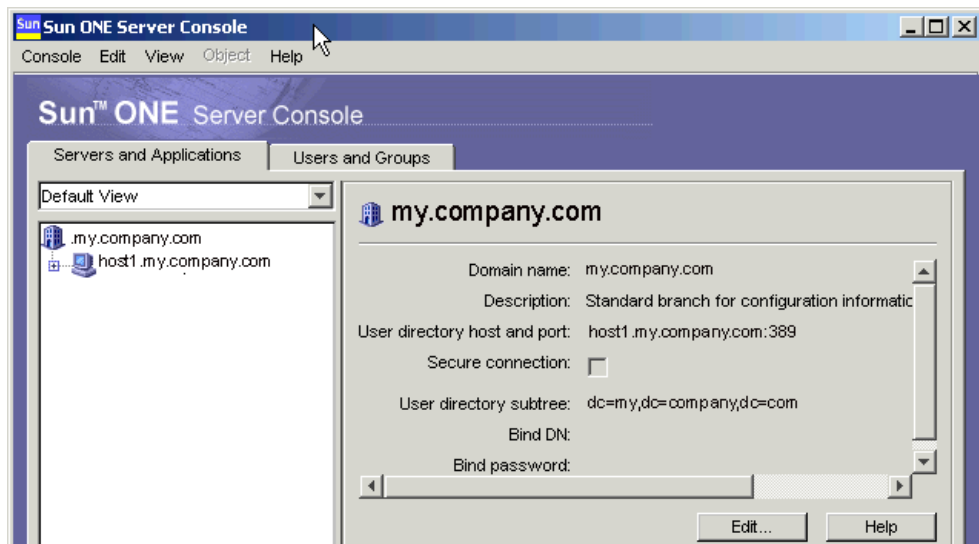 Sun Sun ONE Server Console
Console Edit View Object Help
Sun™ ONE Server Console
Servers and Applications Users and Groups
Default View
.my.company.com
host1.my.company.com
my.company.com
Domain name: my.company.com
Description: Standard branch for configuration informatic
User directory host and port: host1.my.company.com:389
Secure connection:
User directory subtree: dc=my,dc=company,dc=com
Bind DN:
Bind password:
Edit... Help